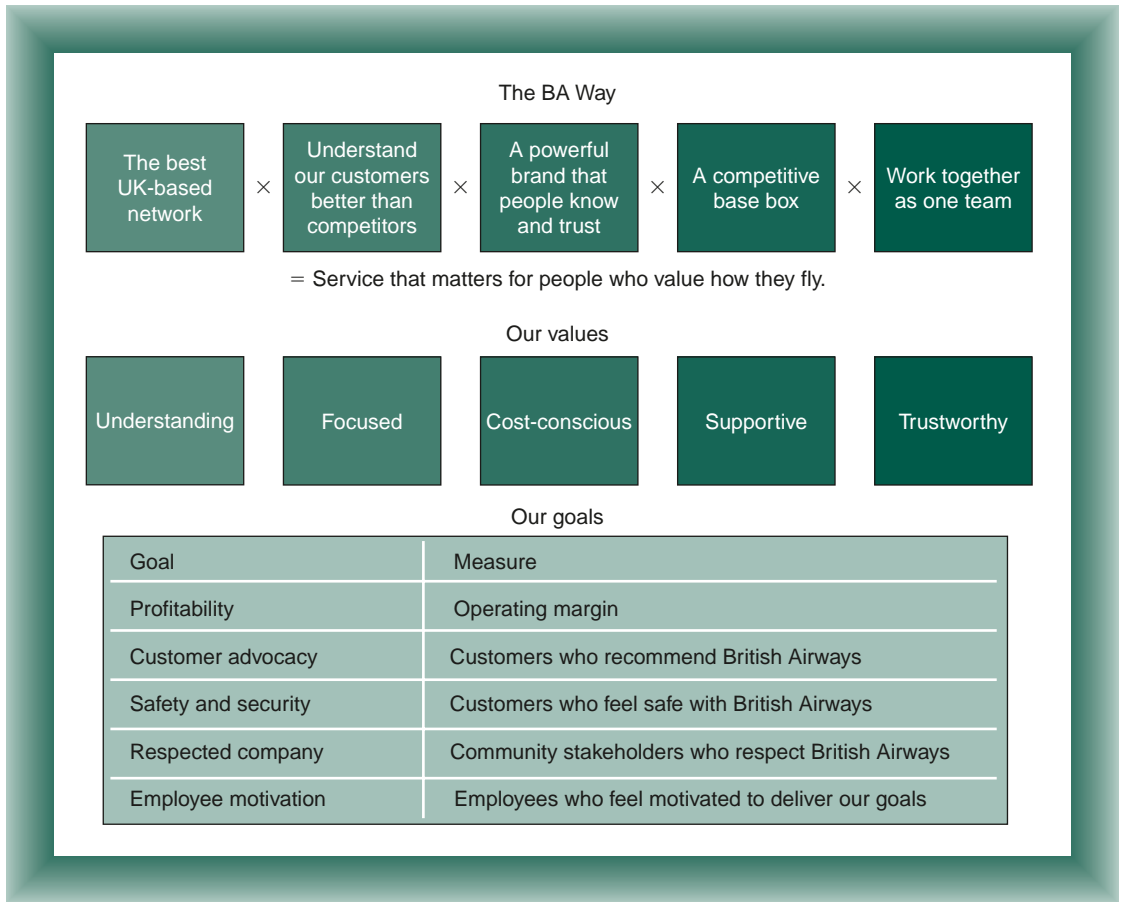 The BA Way
The best
UK-based
network
×
Understand
our customers
better than
competitors
×
A powerful
brand that
people know
and trust
×
A competitive
base box
×
Work together
as one team
= Service that matters for people who value how they fly.
Our values
Understanding
Focused
Cost-conscious
Supportive
Trustworthy
Our goals
Goal Measure
Profitability Operating margin
Customer advocacy Customers who recommend British Airways
Safety and security Customers who feel safe with British Airways
Respected company Community stakeholders who respect British Airways
Employee motivation Employees who feel motivated to deliver our goals